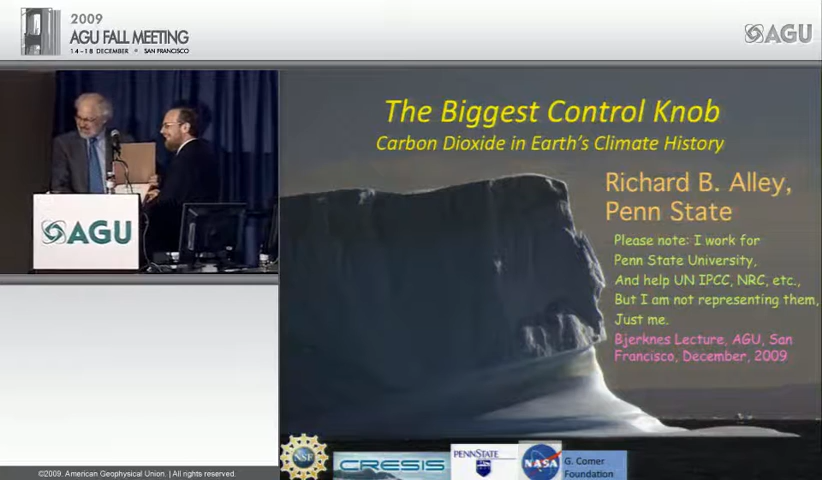 2009
AGU FALL MEETING
14-18 DECEMBER • SAN FRANCISCO
AGU
The Biggest Control Knob
Carbon Dioxide in Earth's Climate History
Richard B. Alley,
Penn State
Please note: I work for
Penn State University,
And help UN IPCC, NRC, etc.,
But I am not representing them,
Just me.
Bjerknes Lecture, AGU, San
Francisco, December, 2009
AGU
NSF
CRESIS
PENNSTATE
NASA
G. Comer
Foundation
©2009. American Geophysical Union. | All rights reserved.